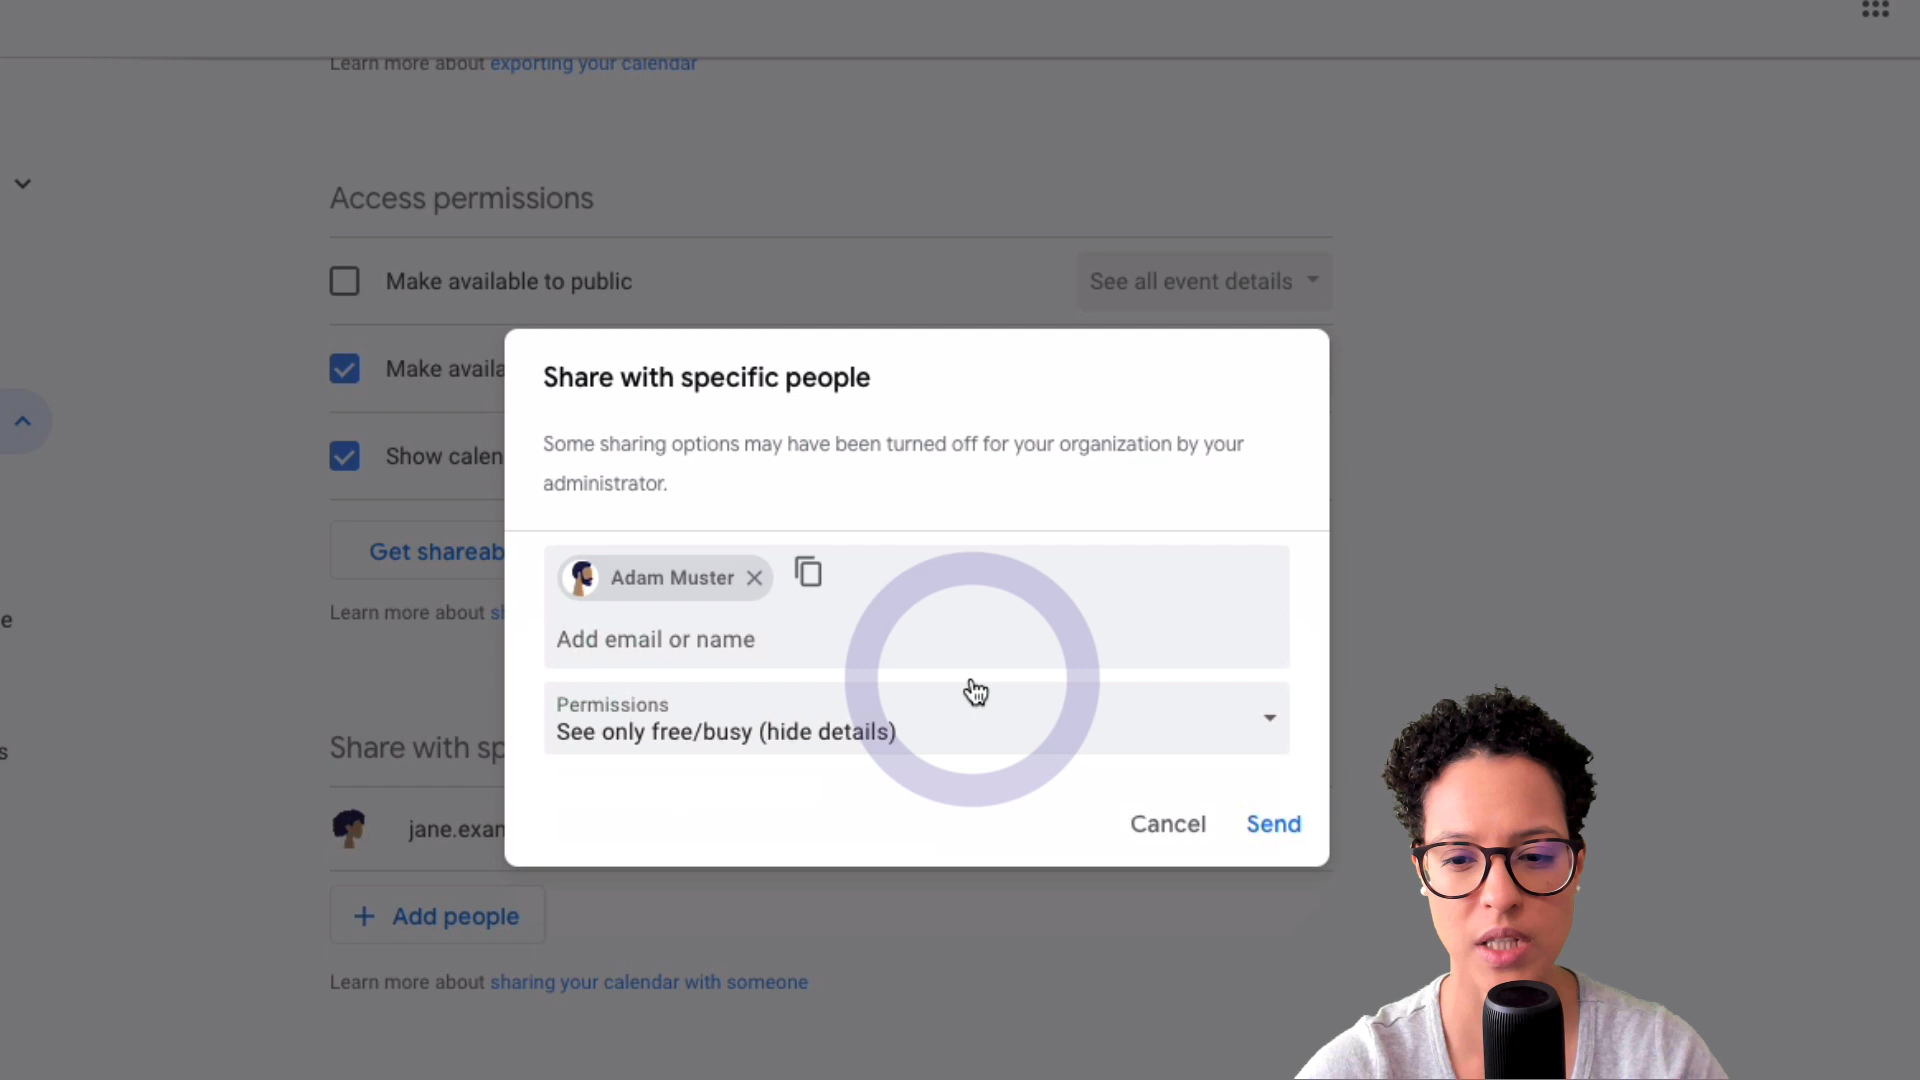 Learn more about exporting your calendar
Access permissions
Make available to public
See all event details
Make availa
Share with specific people
Some sharing options may have been turned off for your organization by your
administrator.
Show calen
Get shareab
Adam Muster
Learn more about sh
e
Add email or name
Permissions
See only free/busy (hide details)
Share with sp
s
jane.exan
Cancel
Send
+ Add people
Learn more about sharing your calendar with someone